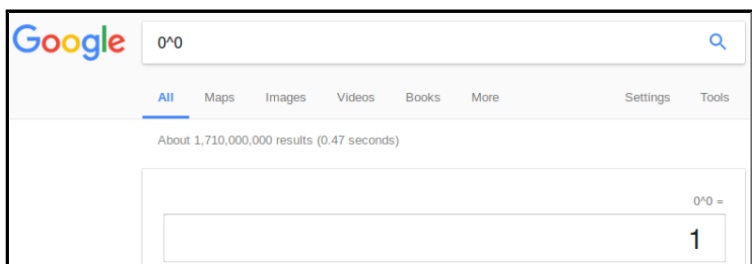 Google 0^0
All Maps Images Videos Books More Settings Tools
About 1,710,000,000 results (0.47 seconds)
0^0 =
1